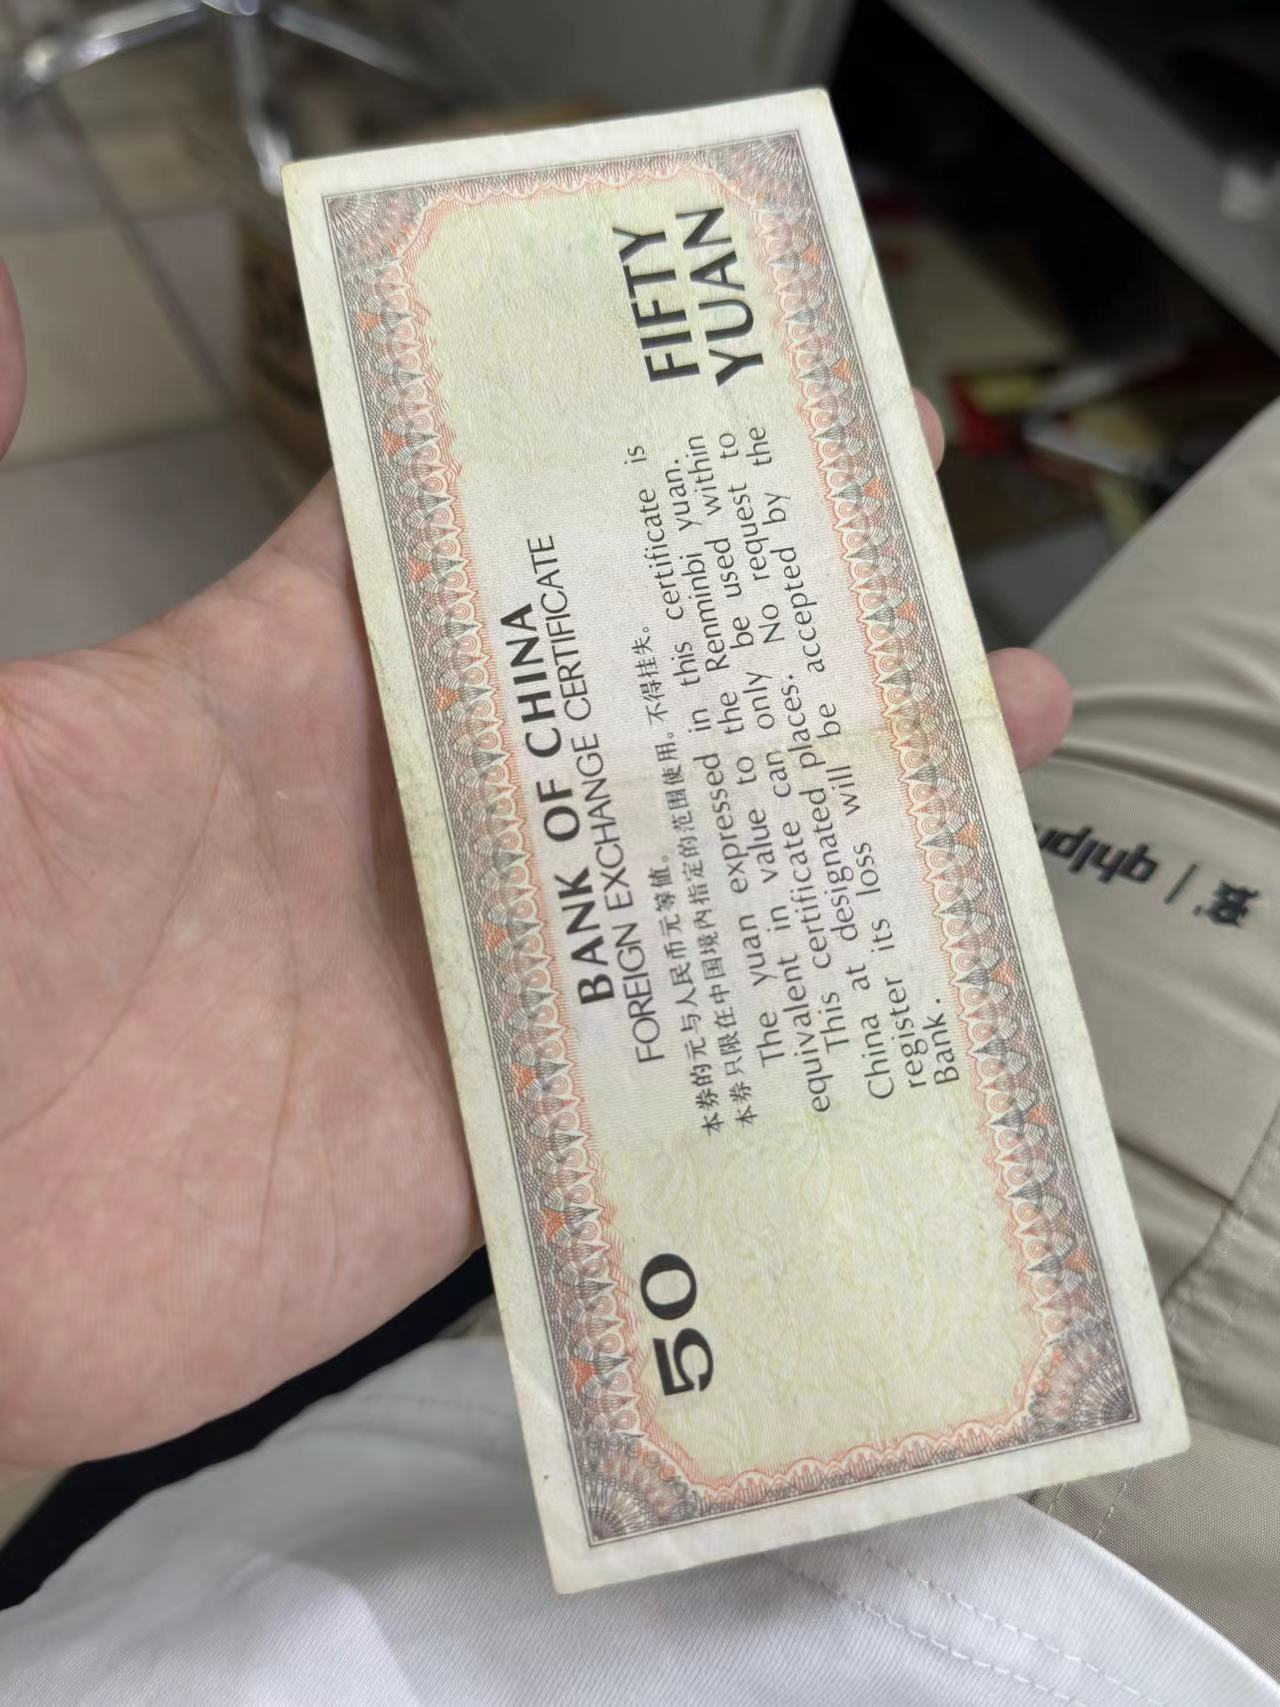 BANK OF CHINA
FOREIGN EXCHANGE CERTIFICATE
本券的元与人民币元等值。
本券只限在中国境内指定的范围使用。不得挂失。
The yuan expressed in this certificate is
equivalent in value to the Renminbi yuan.
This certificate can only be used within
China at designated places. No request to
register its loss will be accepted by the
Bank.
50
FIFTY
YUAN